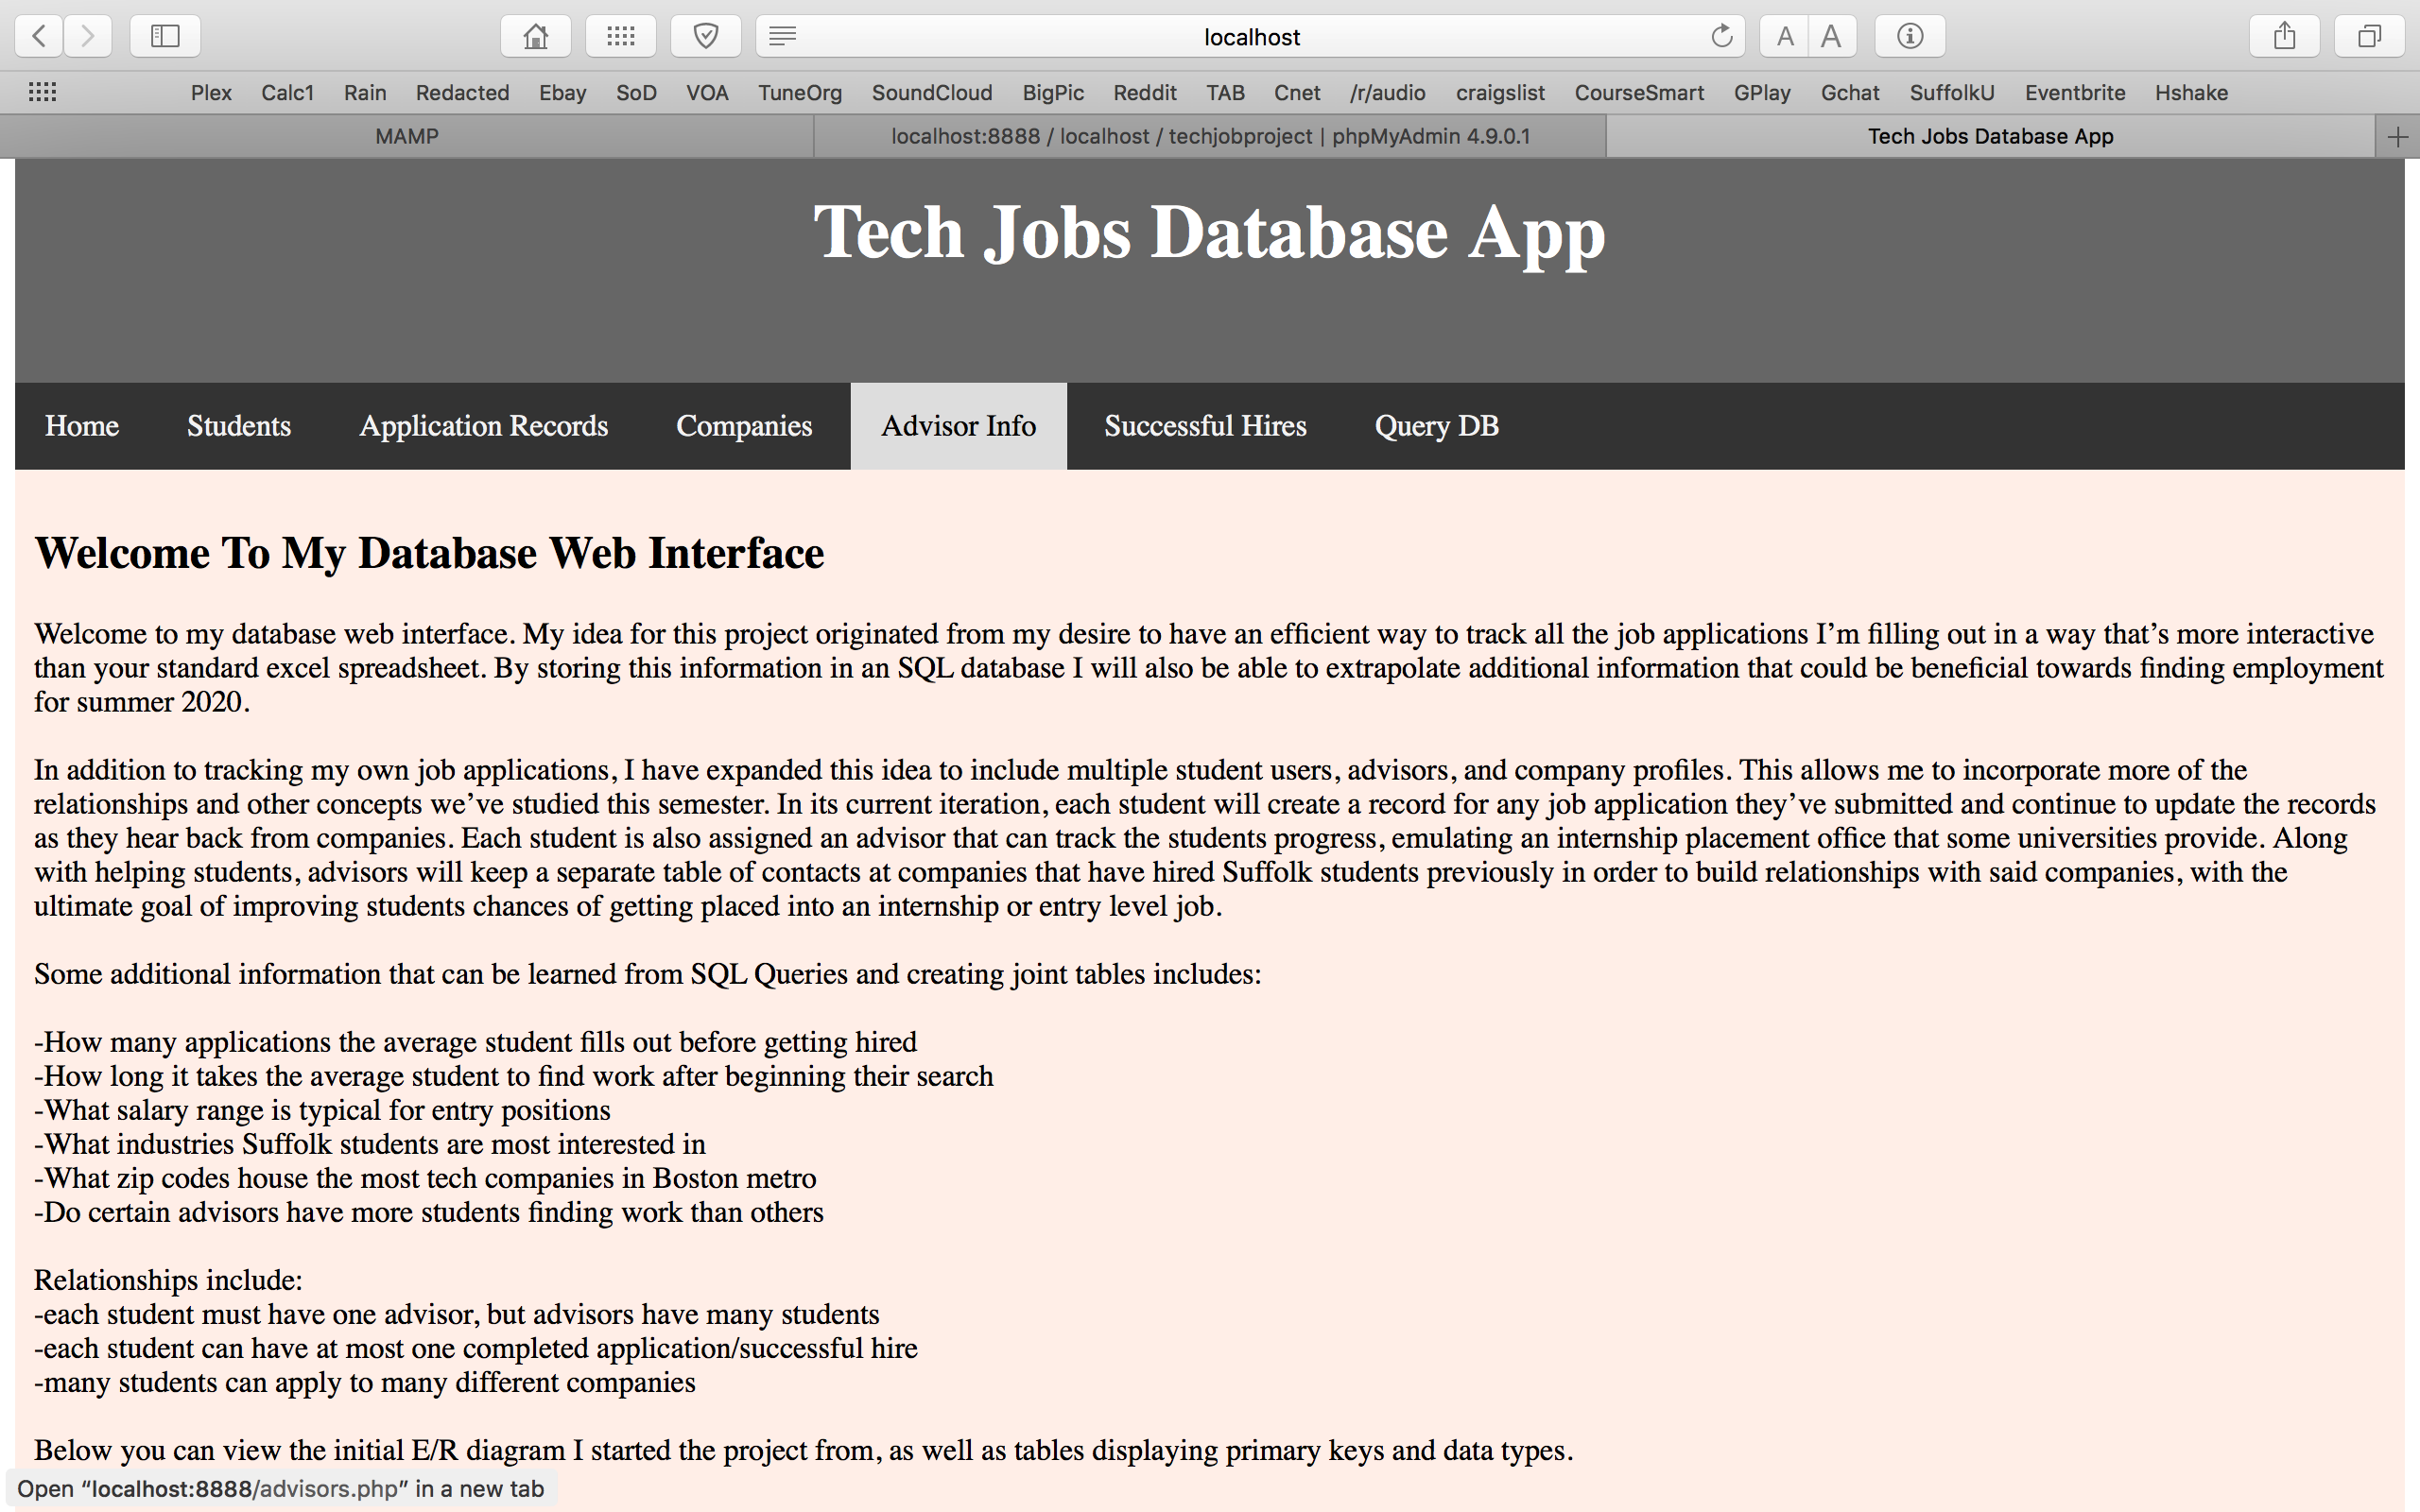 localhost
A A
Plex Calc1 Rain Redacted Ebay SoD VOA TuneOrg SoundCloud BigPic Reddit TAB Cnet /r/audio craigslist CourseSmart GPlay Gchat SuffolkU Eventbrite Hshake
MAMP localhost:8888 / localhost / techjobproject | phpMyAdmin 4.9.0.1 Tech Jobs Database App
Tech Jobs Database App
Home Students Application Records Companies Advisor Info Successful Hires Query DB
Welcome To My Database Web Interface
Welcome to my database web interface. My idea for this project originated from my desire to have an efficient way to track all the job applications I’m filling out in a way that’s more interactive
than your standard excel spreadsheet. By storing this information in an SQL database I will also be able to extrapolate additional information that could be beneficial towards finding employment
for summer 2020.
In addition to tracking my own job applications, I have expanded this idea to include multiple student users, advisors, and company profiles. This allows me to incorporate more of the
relationships and other concepts we’ve studied this semester. In its current iteration, each student will create a record for any job application they’ve submitted and continue to update the records
as they hear back from companies. Each student is also assigned an advisor that can track the students progress, emulating an internship placement office that some universities provide. Along
with helping students, advisors will keep a separate table of contacts at companies that have hired Suffolk students previously in order to build relationships with said companies, with the
ultimate goal of improving students chances of getting placed into an internship or entry level job.
Some additional information that can be learned from SQL Queries and creating joint tables includes:
-How many applications the average student fills out before getting hired
-How long it takes the average student to find work after beginning their search
-What salary range is typical for entry positions
-What industries Suffolk students are most interested in
-What zip codes house the most tech companies in Boston metro
-Do certain advisors have more students finding work than others
Relationships include:
-each student must have one advisor, but advisors have many students
-each student can have at most one completed application/successful hire
-many students can apply to many different companies
Below you can view the initial E/R diagram I started the project from, as well as tables displaying primary keys and data types.
Open “localhost:8888/advisors.php” in a new tab